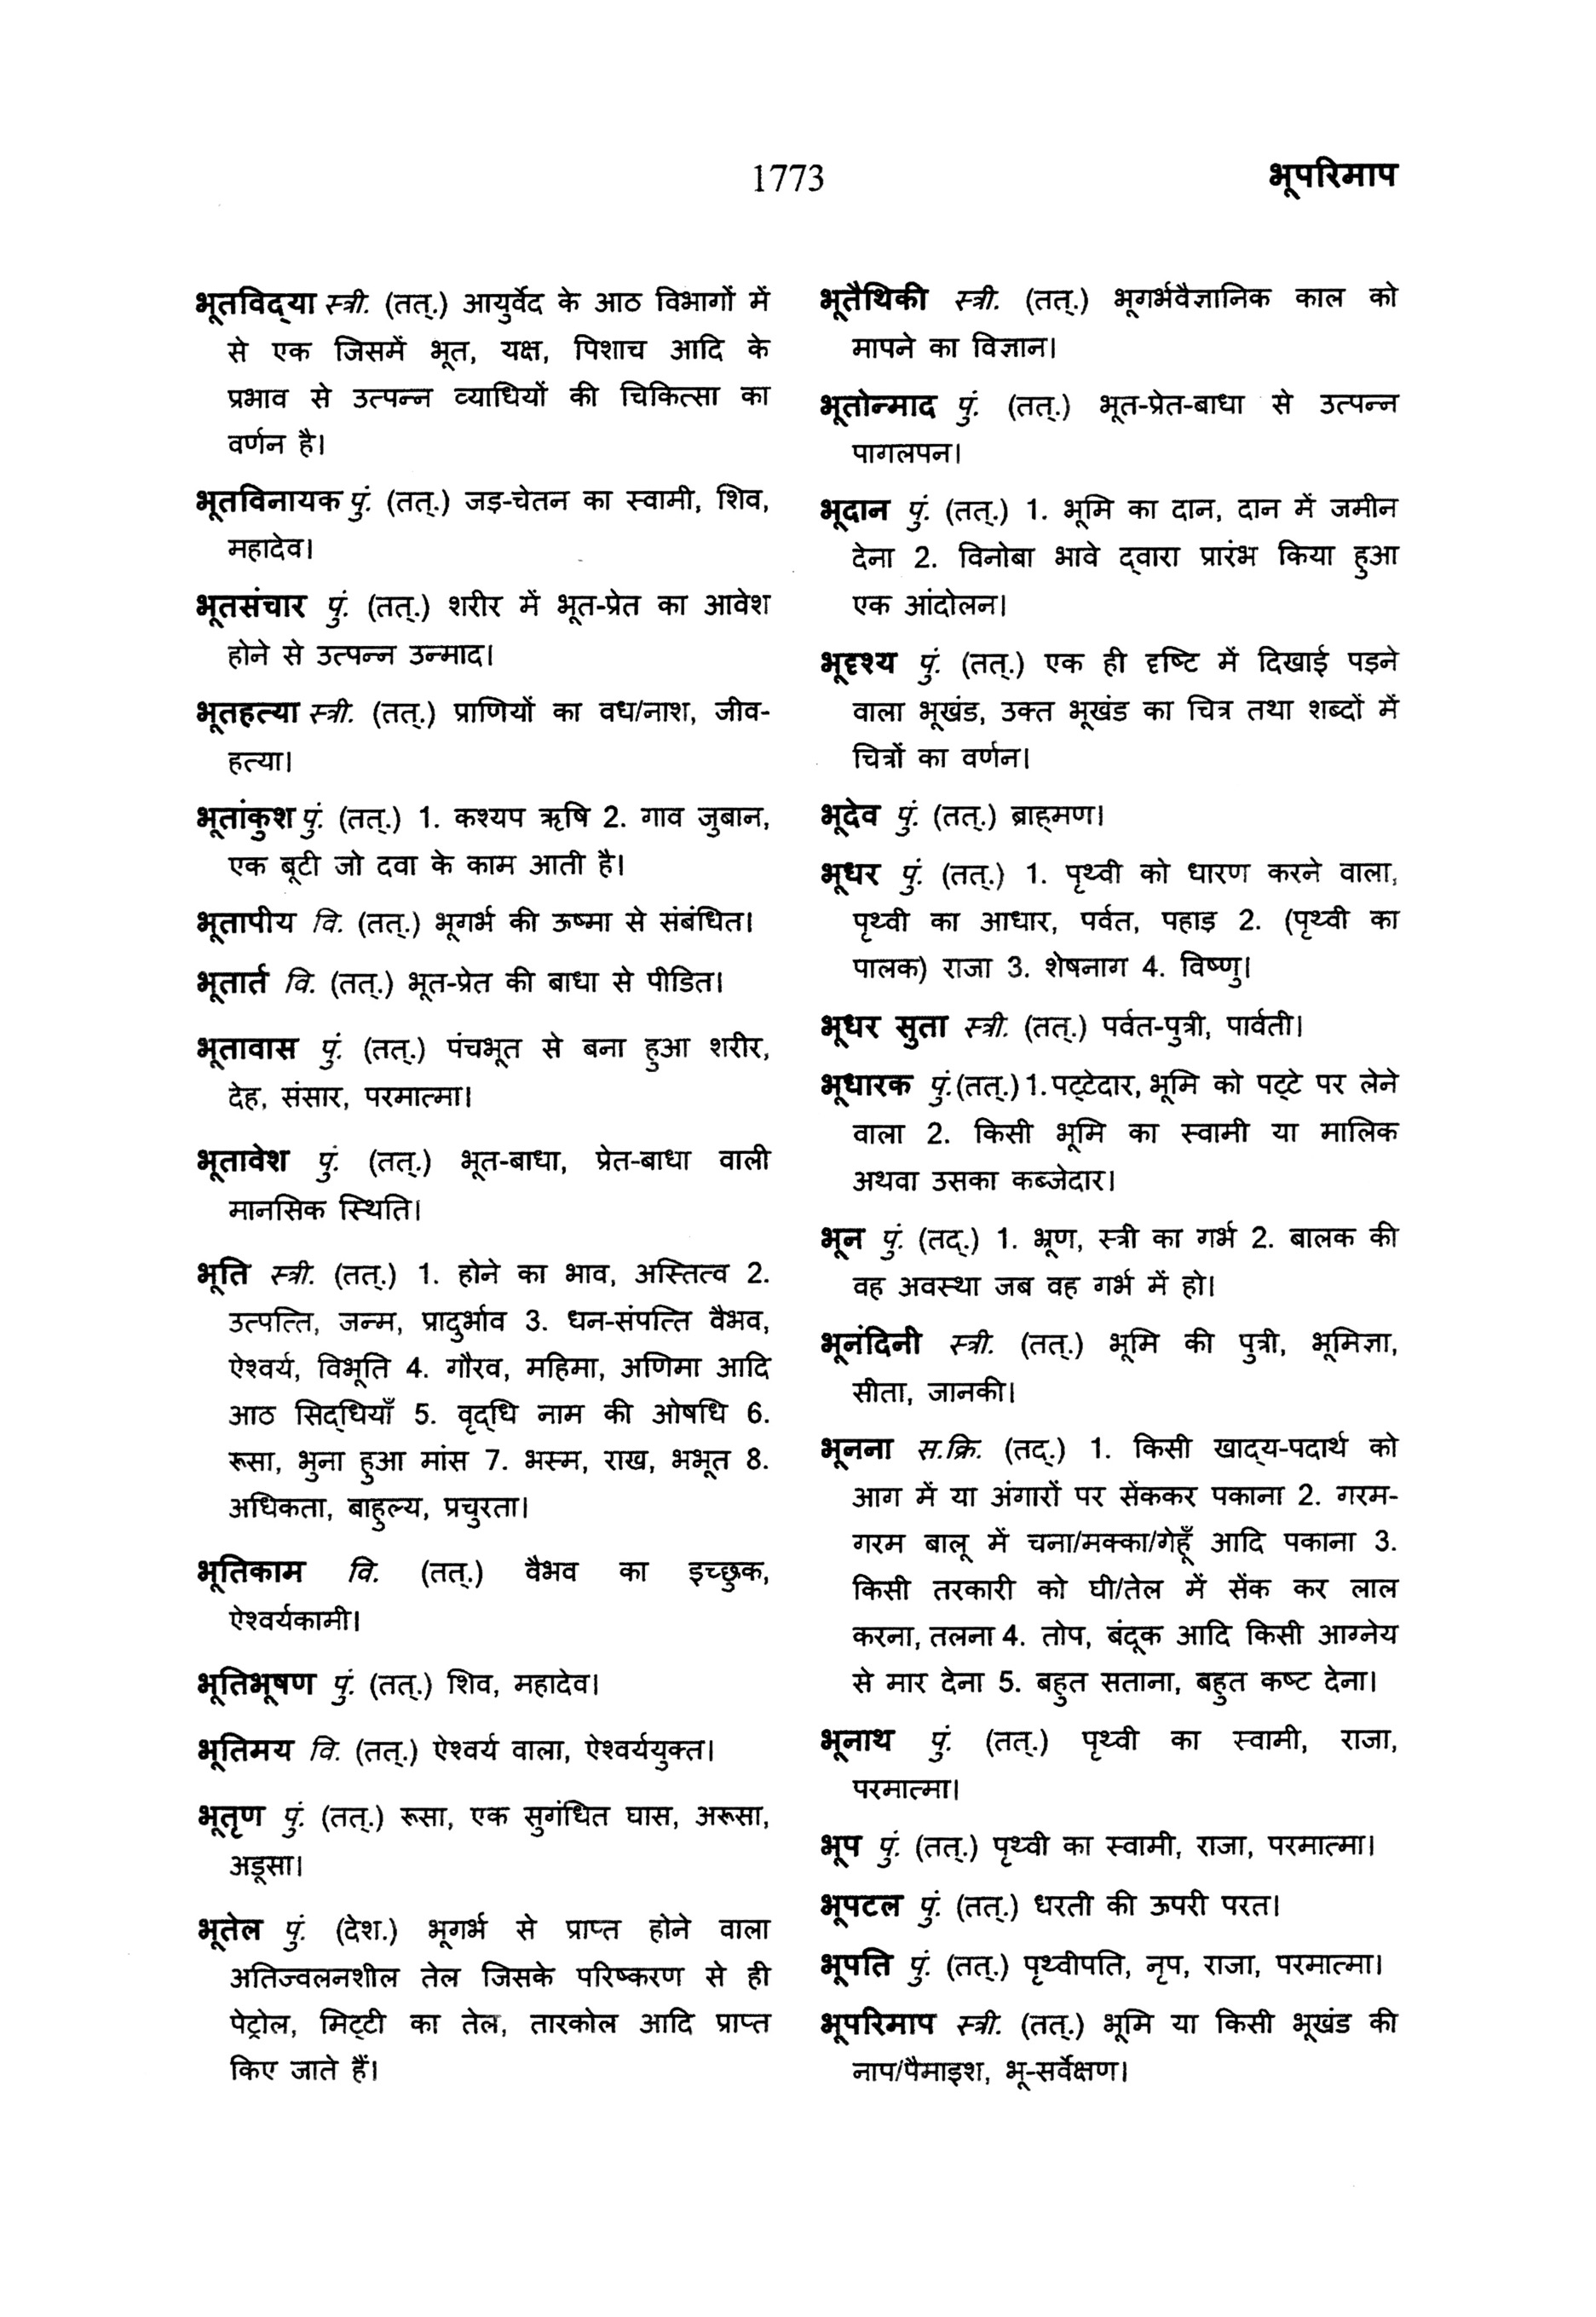 1773
भूपरिमाप
भूतविद्‌या स्त्री. (तत्.) आयुर्वेद के आठ विभागों में
से एक जिसमें भूत, यक्ष, पिशाच आदि के
प्रभाव से उत्पन्न व्याधियों की चिकित्सा का
वर्णन है।
भूतविनायक पुं. (तत्.) जड़-चेतन का स्वामी, शिव,
महादेव।
भूतसंचार पुं. (तत्.) शरीर में भूत-प्रेत का आवेश
होने से उत्पन्न उन्माद।
भूतहत्या स्त्री. (तत्.) प्राणियों का वध/नाश, जीव-
हत्या।
भूतांकुश पुं. (तत्.) 1. कश्यप ऋषि 2. गाव जुबान,
एक बूटी जो दवा के काम आती है।
भूतापीय वि. (तत्.) भूगर्भ की ऊष्मा से संबंधित।
भूतार्त वि. (तत्.) भूत-प्रेत की बाधा से पीडित।
भूतावास पुं. (तत्.) पंचभूत से बना हुआ शरीर,
देह, संसार, परमात्मा।
भूतावेश पुं. (तत्.) भूत-बाधा, प्रेत-बाधा वाली
मानसिक स्थिति।
भूति स्त्री. (तत्.) 1. होने का भाव, अस्तित्व 2.
उत्पत्ति, जन्म, प्रादुर्भाव 3. धन-संपत्ति वैभव,
ऐश्वर्य, विभूति 4. गौरव, महिमा, अणिमा आदि
आठ सिद्‌धियाँ 5. वृद्‌धि नाम की ओषधि 6.
रूसा, भुना हुआ मांस 7. भस्म, राख, भभूत 8.
अधिकता, बाहुल्य, प्रचुरता।
भूतिकाम वि. (तत्.) वैभव का इच्छुक,
ऐश्वर्यकामी।
भूतिभूषण पुं. (तत्.) शिव, महादेव।
भूतिमय वि. (तत्.) ऐश्वर्य वाला, ऐश्वर्ययुक्त।
भूतृण पुं. (तत्.) रूसा, एक सुगंधित घास, अरूसा,
अडूसा।
भूतेल पुं. (देश.) भूगर्भ से प्राप्त होने वाला
अतिज्वलनशील तेल जिसके परिष्करण से ही
पेट्रोल, मिट्‌टी का तेल, तारकोल आदि प्राप्त
किए जाते हैं।
भूतैथिकी स्त्री. (तत्.) भूगर्भवैज्ञानिक काल को
मापने का विज्ञान।
भूतोन्माद पुं. (तत्.) भूत-प्रेत-बाधा से उत्पन्न
पागलपन।
भूदान पुं. (तत्.) 1. भूमि का दान, दान में जमीन
देना 2. विनोबा भावे द्‌वारा प्रारंभ किया हुआ
एक आंदोलन।
भूदृश्य पुं. (तत्.) एक ही दृष्टि में दिखाई पड़ने
वाला भूखंड, उक्त भूखंड का चित्र तथा शब्दों में
चित्रों का वर्णन।
भूदेव पुं. (तत्.) ब्राह्‌मण।
भूधर पुं. (तत्.) 1. पृथ्वी को धारण करने वाला,
पृथ्वी का आधार, पर्वत, पहाड़ 2. (पृथ्वी का
पालक) राजा 3. शेषनाग 4. विष्णु।
भूधर सुता स्त्री. (तत्.) पर्वत-पुत्री, पार्वती।
भूधारक पुं.(तत्.) 1. पट्‌टेदार, भूमि को पट्‌टे पर लेने
वाला 2. किसी भूमि का स्वामी या मालिक
अथवा उसका कब्जेदार।
भून पुं. (तद्.) 1. भ्रूण, स्त्री का गर्भ 2. बालक की
वह अवस्था जब वह गर्भ में हो।
भूनंदिनी स्त्री. (तत्.) भूमि की पुत्री, भूमिज्ञा,
सीता, जानकी।
भूनना स.क्रि. (तद्.) 1. किसी खाद्‌य-पदार्थ को
आग में या अंगारों पर सेंककर पकाना 2. गरम-
गरम बालू में चना/मक्का/गेहूँ आदि पकाना 3.
किसी तरकारी को घी/तेल में सेंक कर लाल
करना, तलना 4. तोप, बंदूक आदि किसी आग्नेय
से मार देना 5. बहुत सताना, बहुत कष्ट देना।
भूनाथ पुं. (तत्.) पृथ्वी का स्वामी, राजा,
परमात्मा।
भूप पुं. (तत्.) पृथ्वी का स्वामी, राजा, परमात्मा।
भूपटल पुं. (तत्.) धरती की ऊपरी परत।
भूपति पुं. (तत्.) पृथ्वीपति, नृप, राजा, परमात्मा।
भूपरिमाप स्त्री. (तत्.) भूमि या किसी भूखंड की
नाप/पैमाइश, भू-सर्वेक्षण।